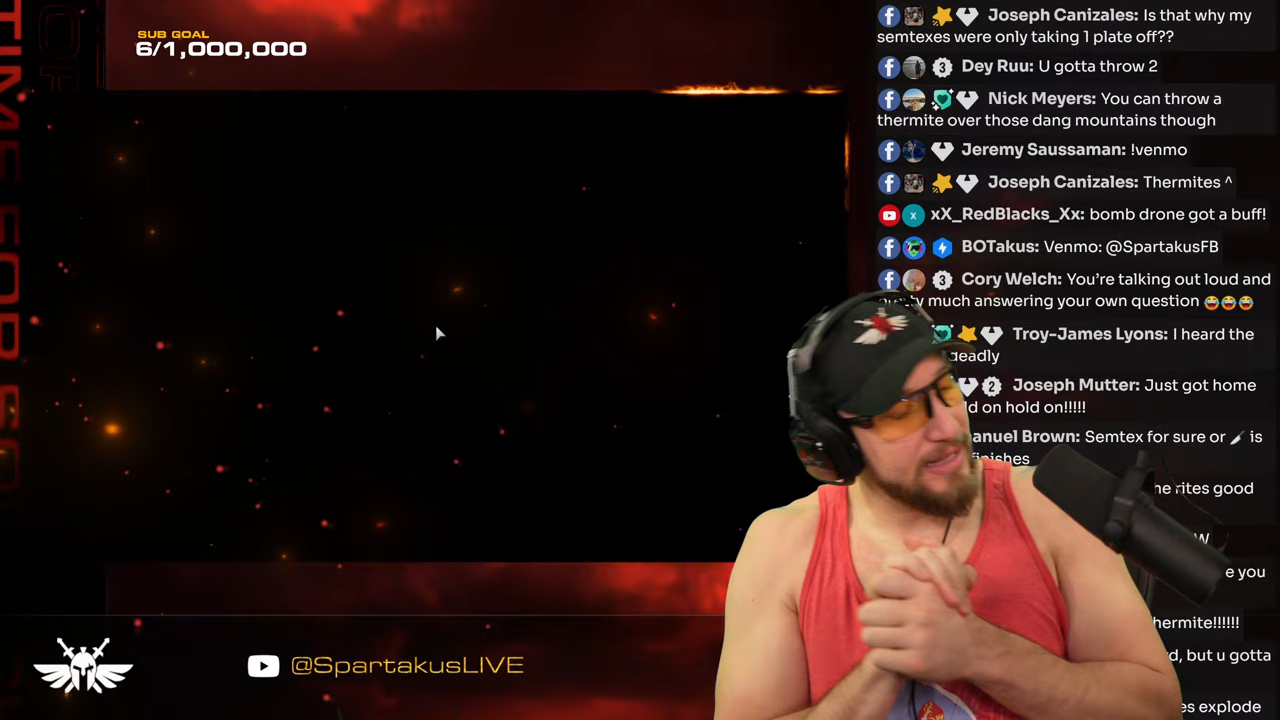 SUB GOAL
6/1,000,000
Joseph Canizales: Is that why my
semtexes were only taking 1 plate off??
3 Dey Ruu: U gotta throw 2
Nick Meyers: You can throw a
thermite over those dang mountains though
Jeremy Saussaman: !venmo
Joseph Canizales: Thermites ^
x xX_RedBlacks_Xx: bomb drone got a buff!
BOTakus: Venmo: @SpartakusFB
3 Cory Welch: You’re talking out loud and
much answering your own question 😂😂😂
Troy-James Lyons: I heard the
deadly
2 Joseph Mutter: Just got home
on hold on!!!!!
Brown: Semtex for sure or 🔪 is
finishes
good
W
e you
hermite!!!!!!
but u gotta
explode
@SpartakusLIVE